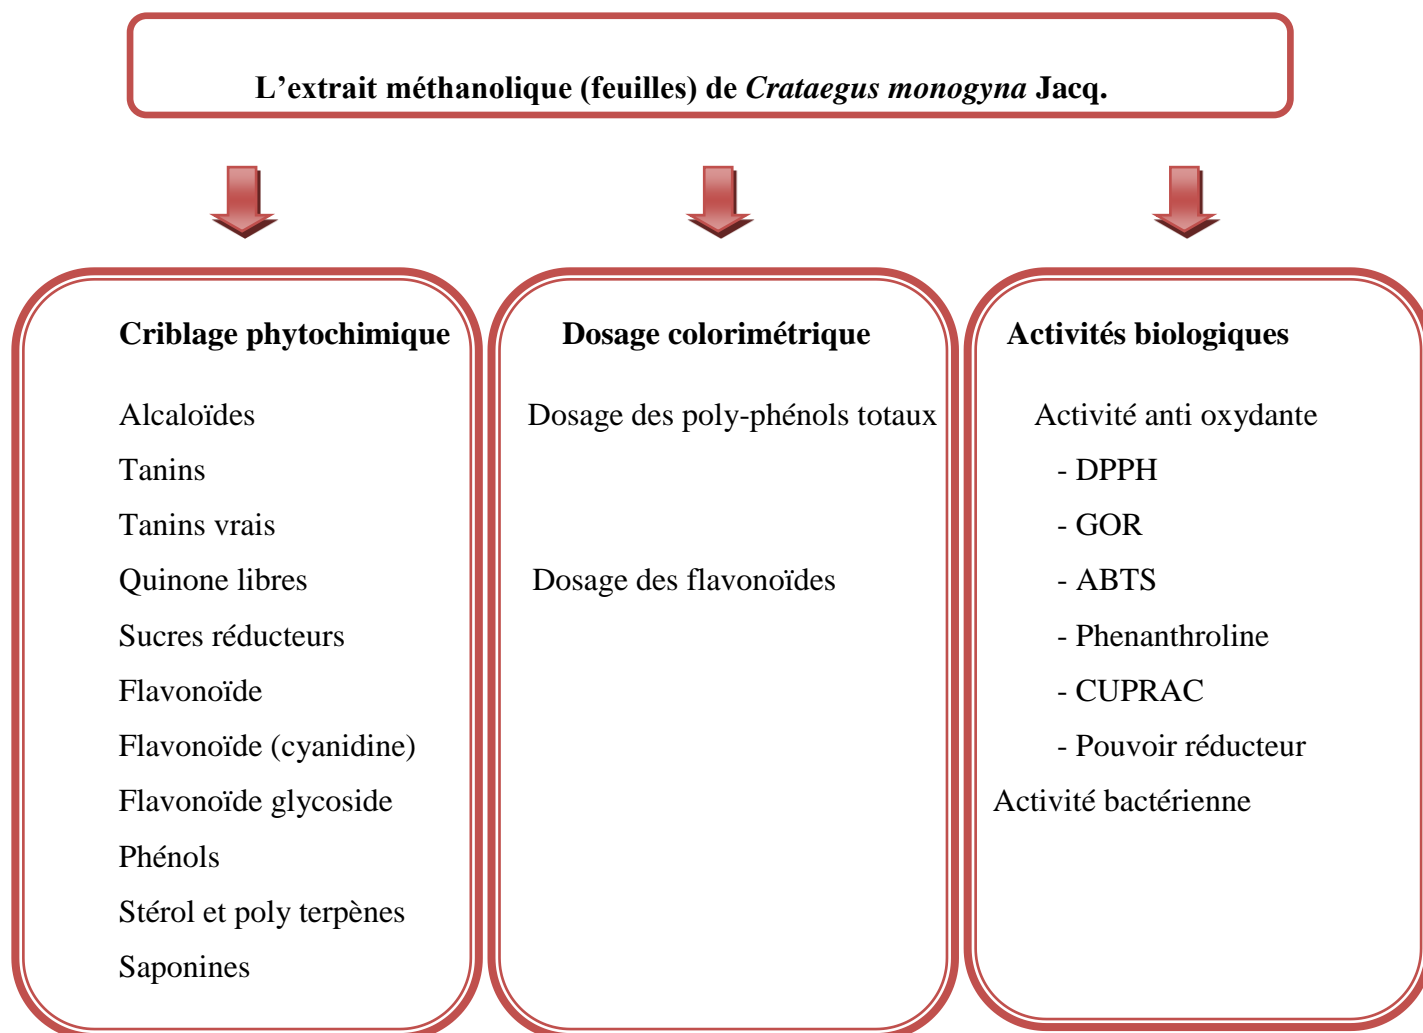 L’extrait méthanolique (feuilles) de Crataegus monogyna Jacq.
Criblage phytochimique
Alcaloïdes
Tanins
Tanins vrais
Quinone libres
Sucres réducteurs
Flavonoïde
Flavonoïde (cyanidine)
Flavonoïde glycoside
Phénols
Stérol et poly terpènes
Saponines
Dosage colorimétrique
Dosage des poly-phénols totaux
Dosage des flavonoïdes
Activités biologiques
Activité anti oxydante
- DPPH
- GOR
- ABTS
- Phenanthroline
- CUPRAC
- Pouvoir réducteur
Activité bactérienne